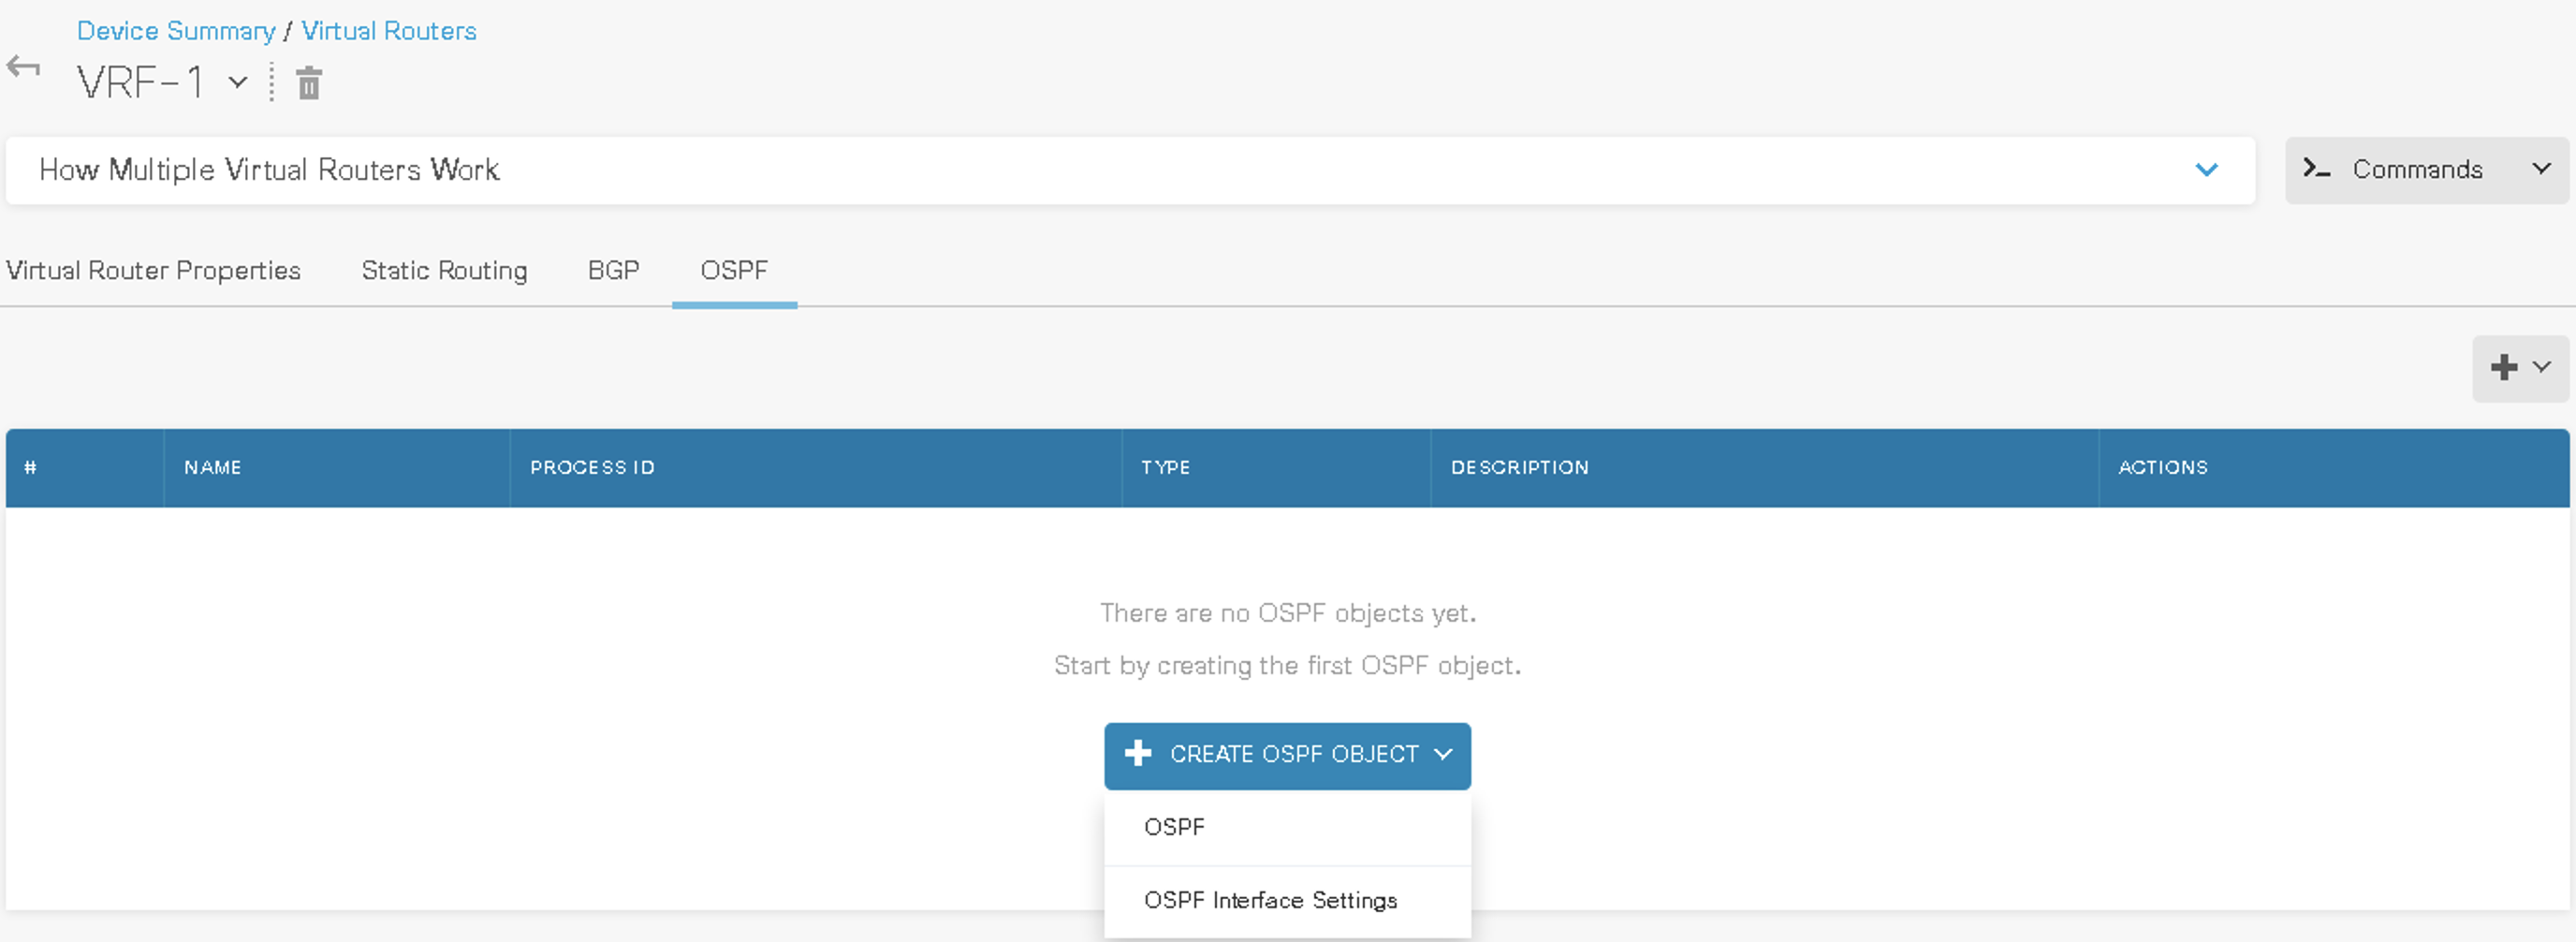 Device Summary / Virtual Routers
VRF-1
How Multiple Virtual Routers Work
Commands
Virtual Router Properties Static Routing BGP OSPF
# NAME PROCESS ID TYPE DESCRIPTION ACTIONS
There are no OSPF objects yet.
Start by creating the first OSPF object.
CREATE OSPF OBJECT
OSPF
OSPF Interface Settings